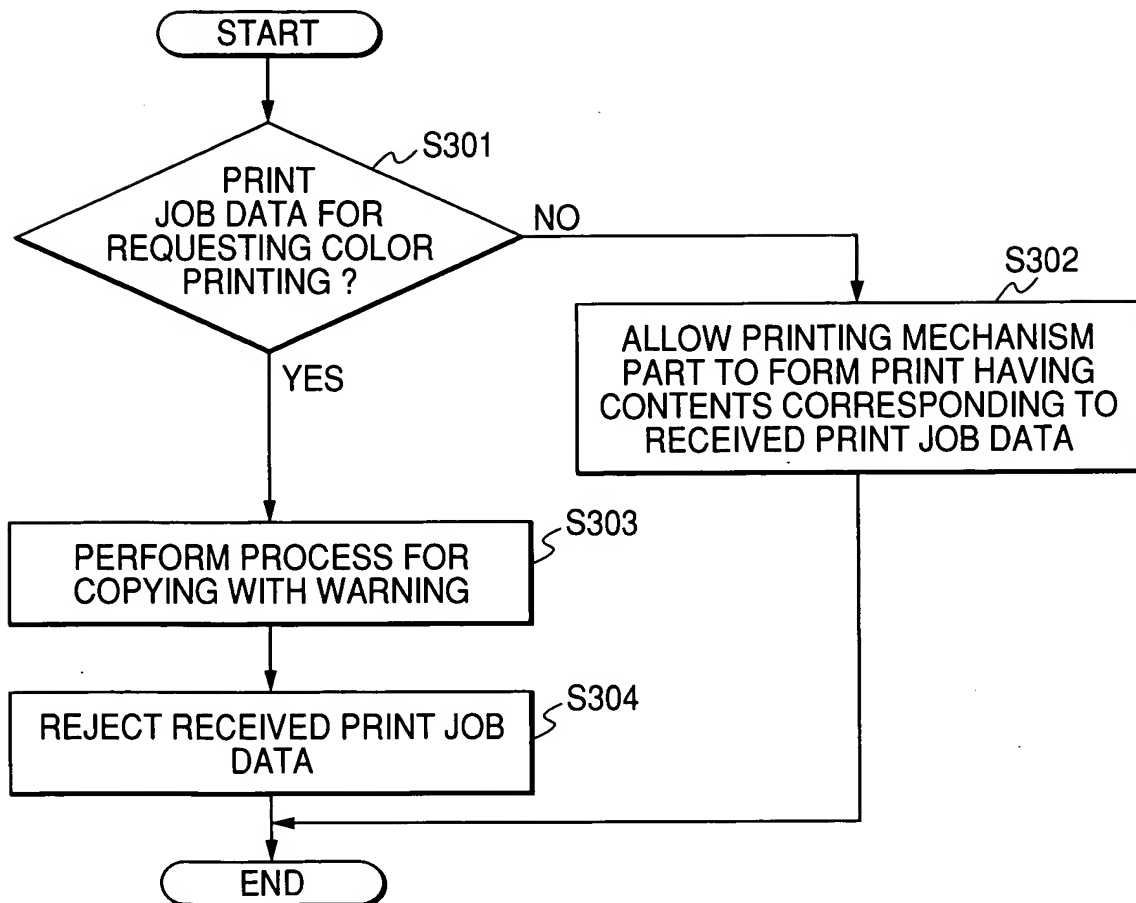 START
S301
PRINT
JOB DATA FOR
REQUESTING COLOR
PRINTING ?
NO
YES
S302
ALLOW PRINTING MECHANISM
PART TO FORM PRINT HAVING
CONTENTS CORRESPONDING TO
RECEIVED PRINT JOB DATA
S303
PERFORM PROCESS FOR
COPYING WITH WARNING
S304
REJECT RECEIVED PRINT JOB
DATA
END